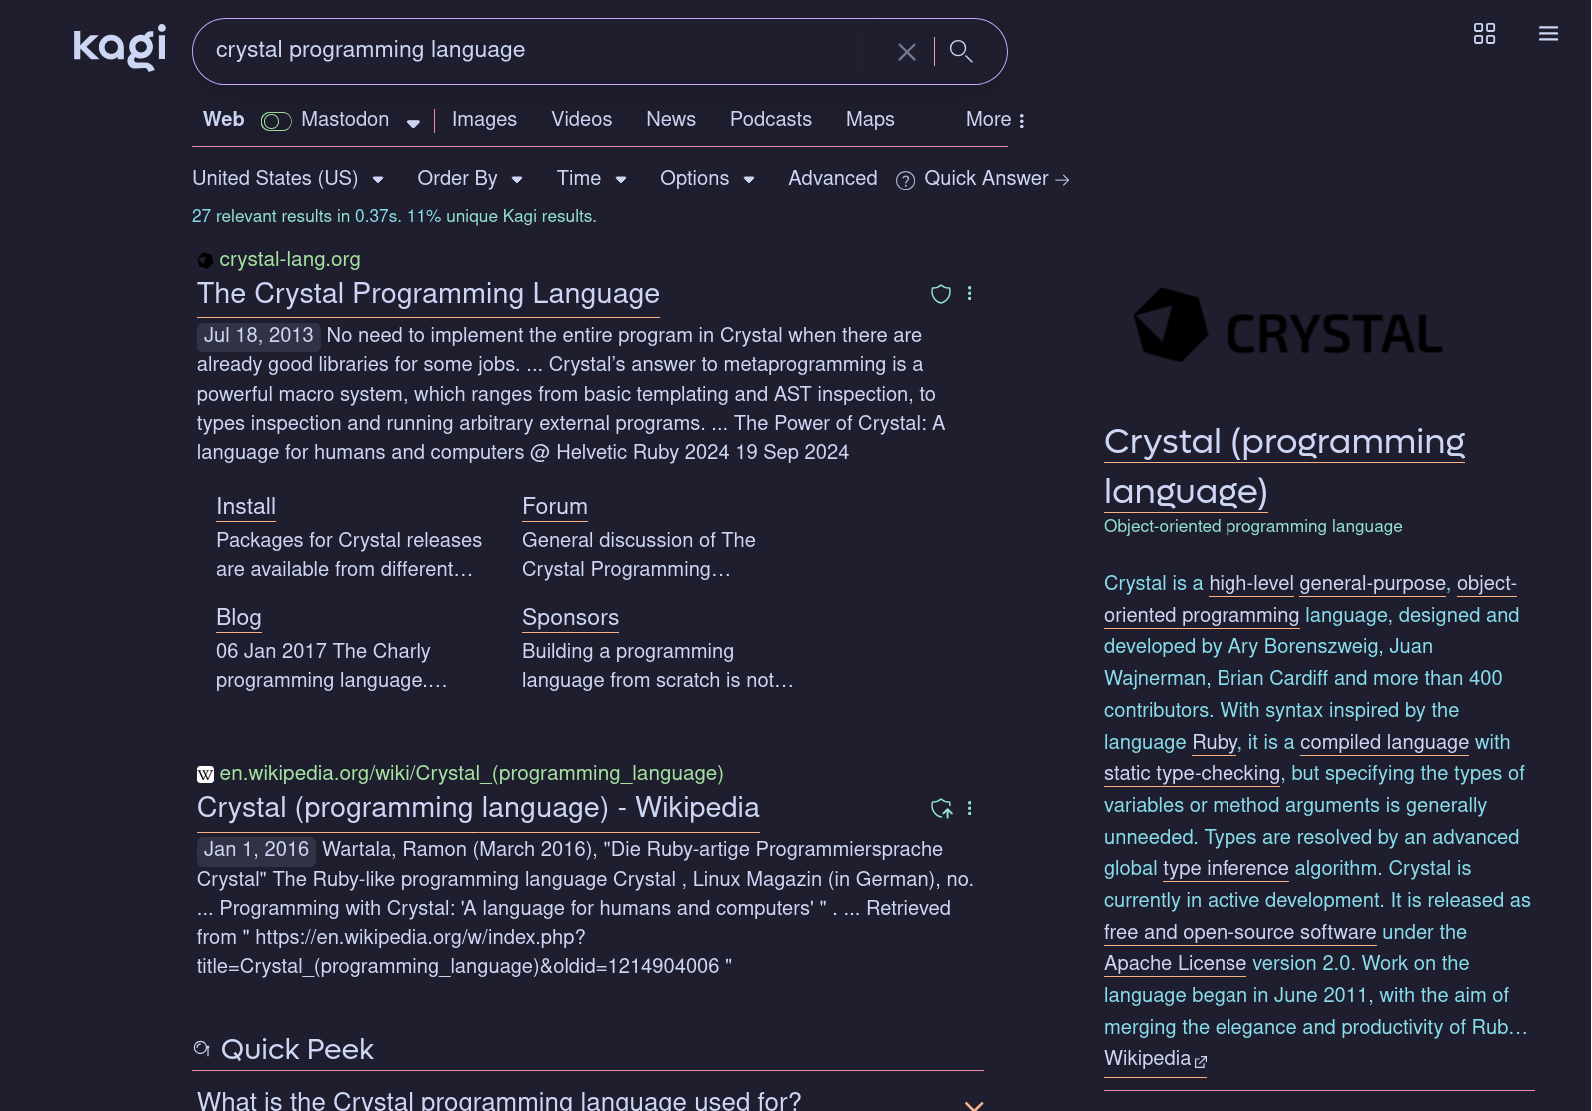 kagi
crystal programming language
Web Mastodon Images Videos News Podcasts Maps More
United States (US) Order By Time Options Advanced Quick Answer →
27 relevant results in 0.37s. 11% unique Kagi results.
crystal-lang.org
The Crystal Programming Language
Jul 18, 2013 No need to implement the entire program in Crystal when there are
already good libraries for some jobs. ... Crystal’s answer to metaprogramming is a
powerful macro system, which ranges from basic templating and AST inspection, to
types inspection and running arbitrary external programs. ... The Power of Crystal: A
language for humans and computers @ Helvetic Ruby 2024 19 Sep 2024
Install
Packages for Crystal releases
are available from different…
Forum
General discussion of The
Crystal Programming…
Blog
06 Jan 2017 The Charly
programming language.…
Sponsors
Building a programming
language from scratch is not…
W en.wikipedia.org/wiki/Crystal_(programming_language)
Crystal (programming language) - Wikipedia
Jan 1, 2016 Wartala, Ramon (March 2016), "Die Ruby-artige Programmiersprache
Crystal" The Ruby-like programming language Crystal , Linux Magazin (in German), no.
... Programming with Crystal: 'A language for humans and computers' " . ... Retrieved
from " https://en.wikipedia.org/w/index.php?
title=Crystal_(programming_language)&oldid=1214904006 "
Quick Peek
What is the Crystal programming language used for?
CRYSTAL
Crystal (programming
language)
Object-oriented programming language
Crystal is a high-level general-purpose, object-
oriented programming language, designed and
developed by Ary Borenszweig, Juan
Wajnerman, Brian Cardiff and more than 400
contributors. With syntax inspired by the
language Ruby, it is a compiled language with
static type-checking, but specifying the types of
variables or method arguments is generally
unneeded. Types are resolved by an advanced
global type inference algorithm. Crystal is
currently in active development. It is released as
free and open-source software under the
Apache License version 2.0. Work on the
language began in June 2011, with the aim of
merging the elegance and productivity of Rub…
Wikipedia